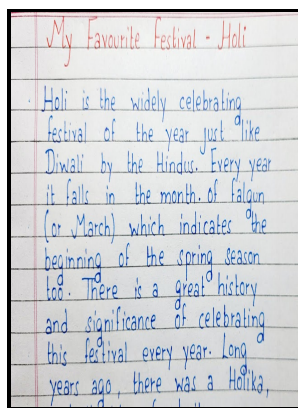 My Favourite Festival - Holi
Holi is the widely celebrating
festival of the year just like
Diwali by the Hindus. Every year
it falls in the month. of Falgun
(or March) which indicates the
beginning of the spring season
too. There is a great history
and significance of celebrating
this festival every year. Long
years ago, there was a Holika,